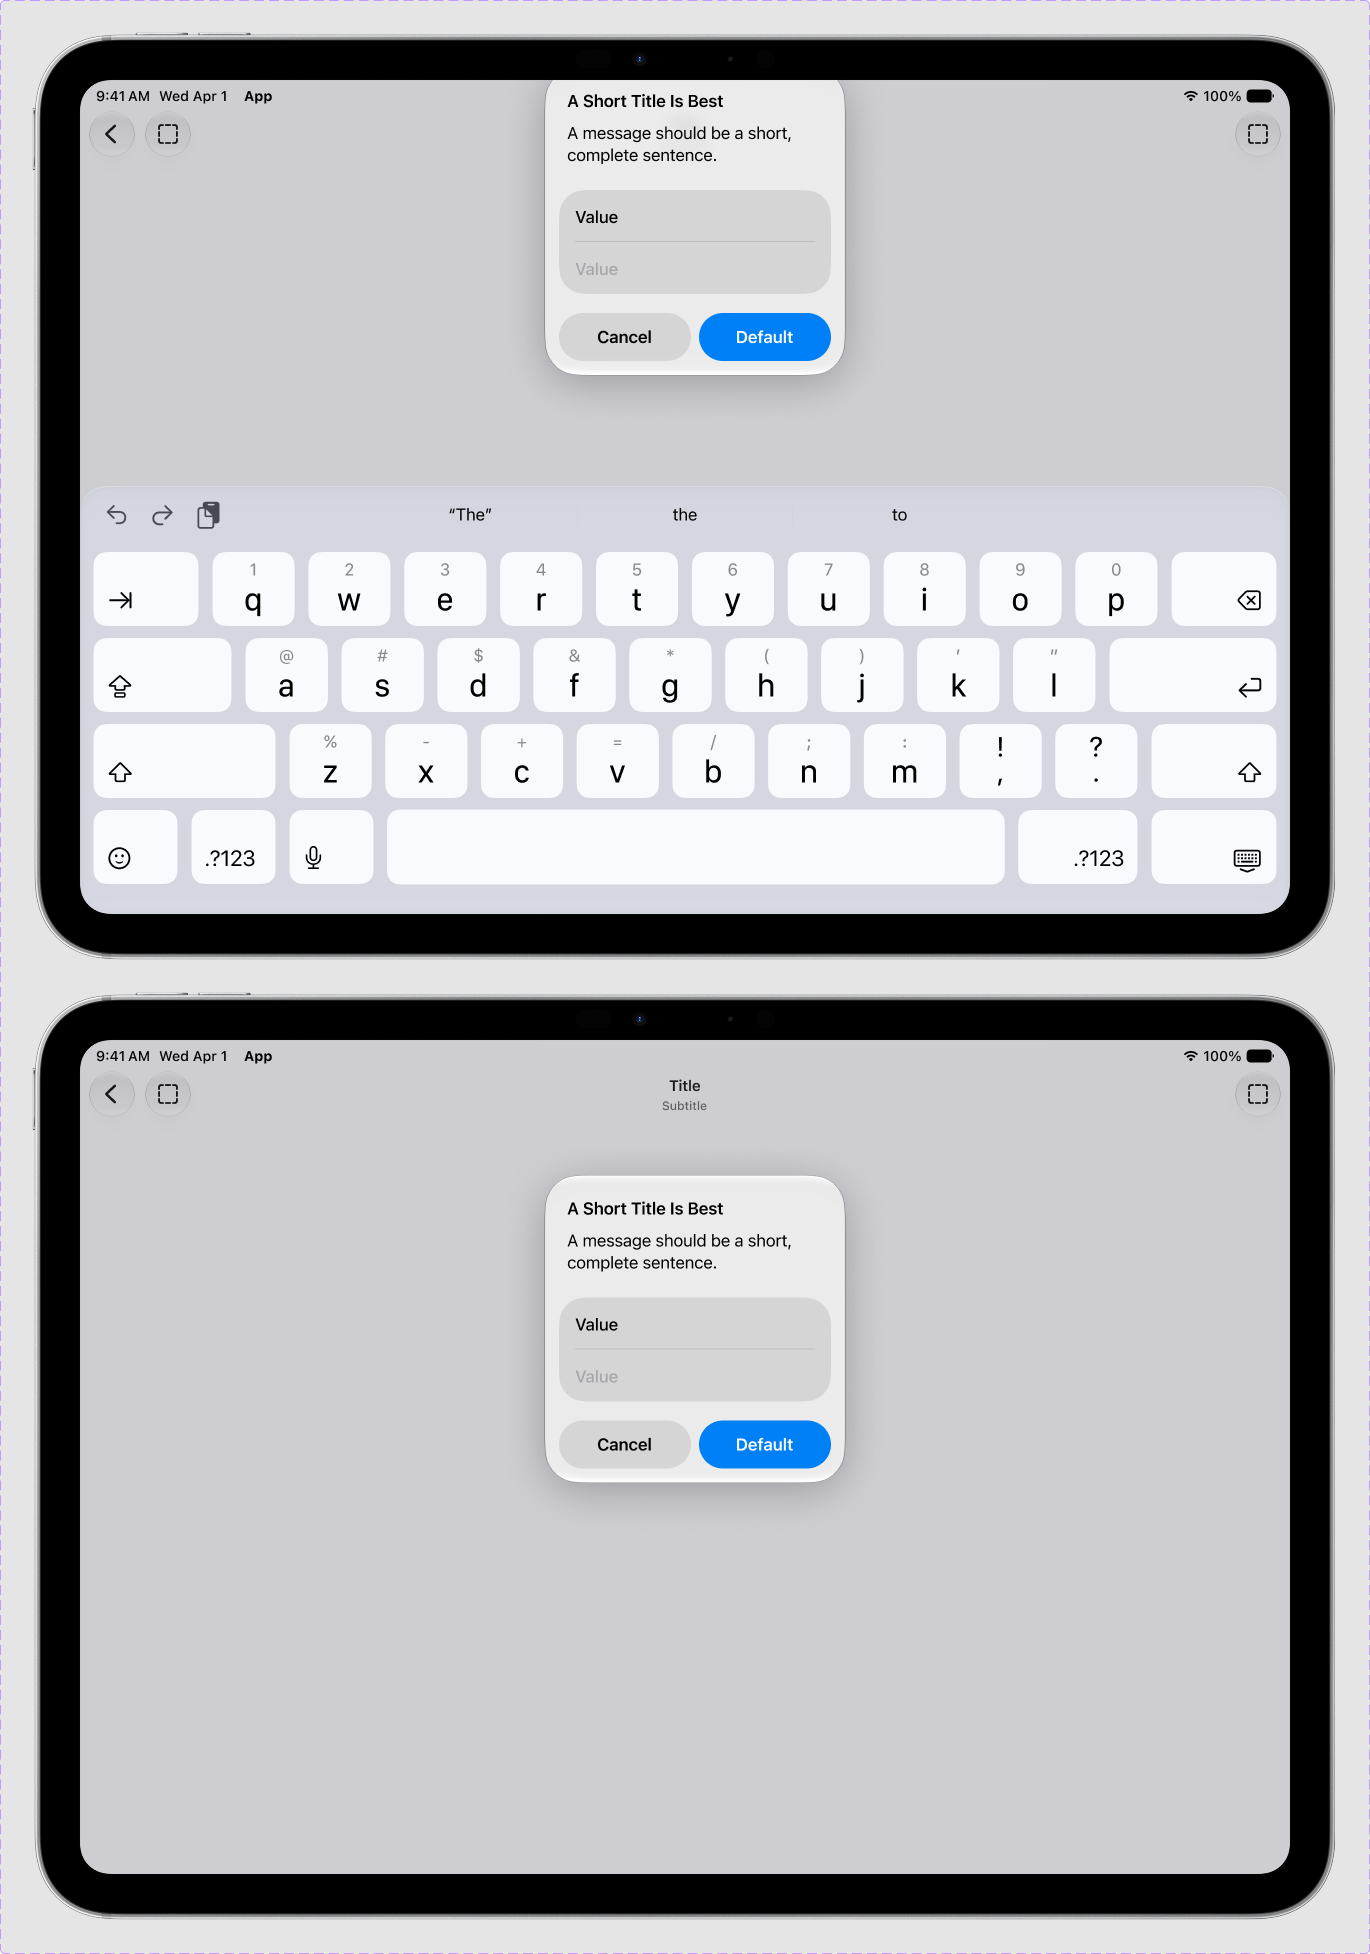 9:41 AM Wed Apr 1 App 100%
A Short Title Is Best
A message should be a short,
complete sentence.
Value
Value
Cancel Default
“The” the to
1 2 3 4 5 6 7 8 9 0
q w e r t y u i o p
@ # $ & * ( ) ' "
a s d f g h j k l
% - + = / ; : ! ?
z x c v b n m , .
.?123 .?123
9:41 AM Wed Apr 1 App 100%
Title
Subtitle
A Short Title Is Best
A message should be a short,
complete sentence.
Value
Value
Cancel Default